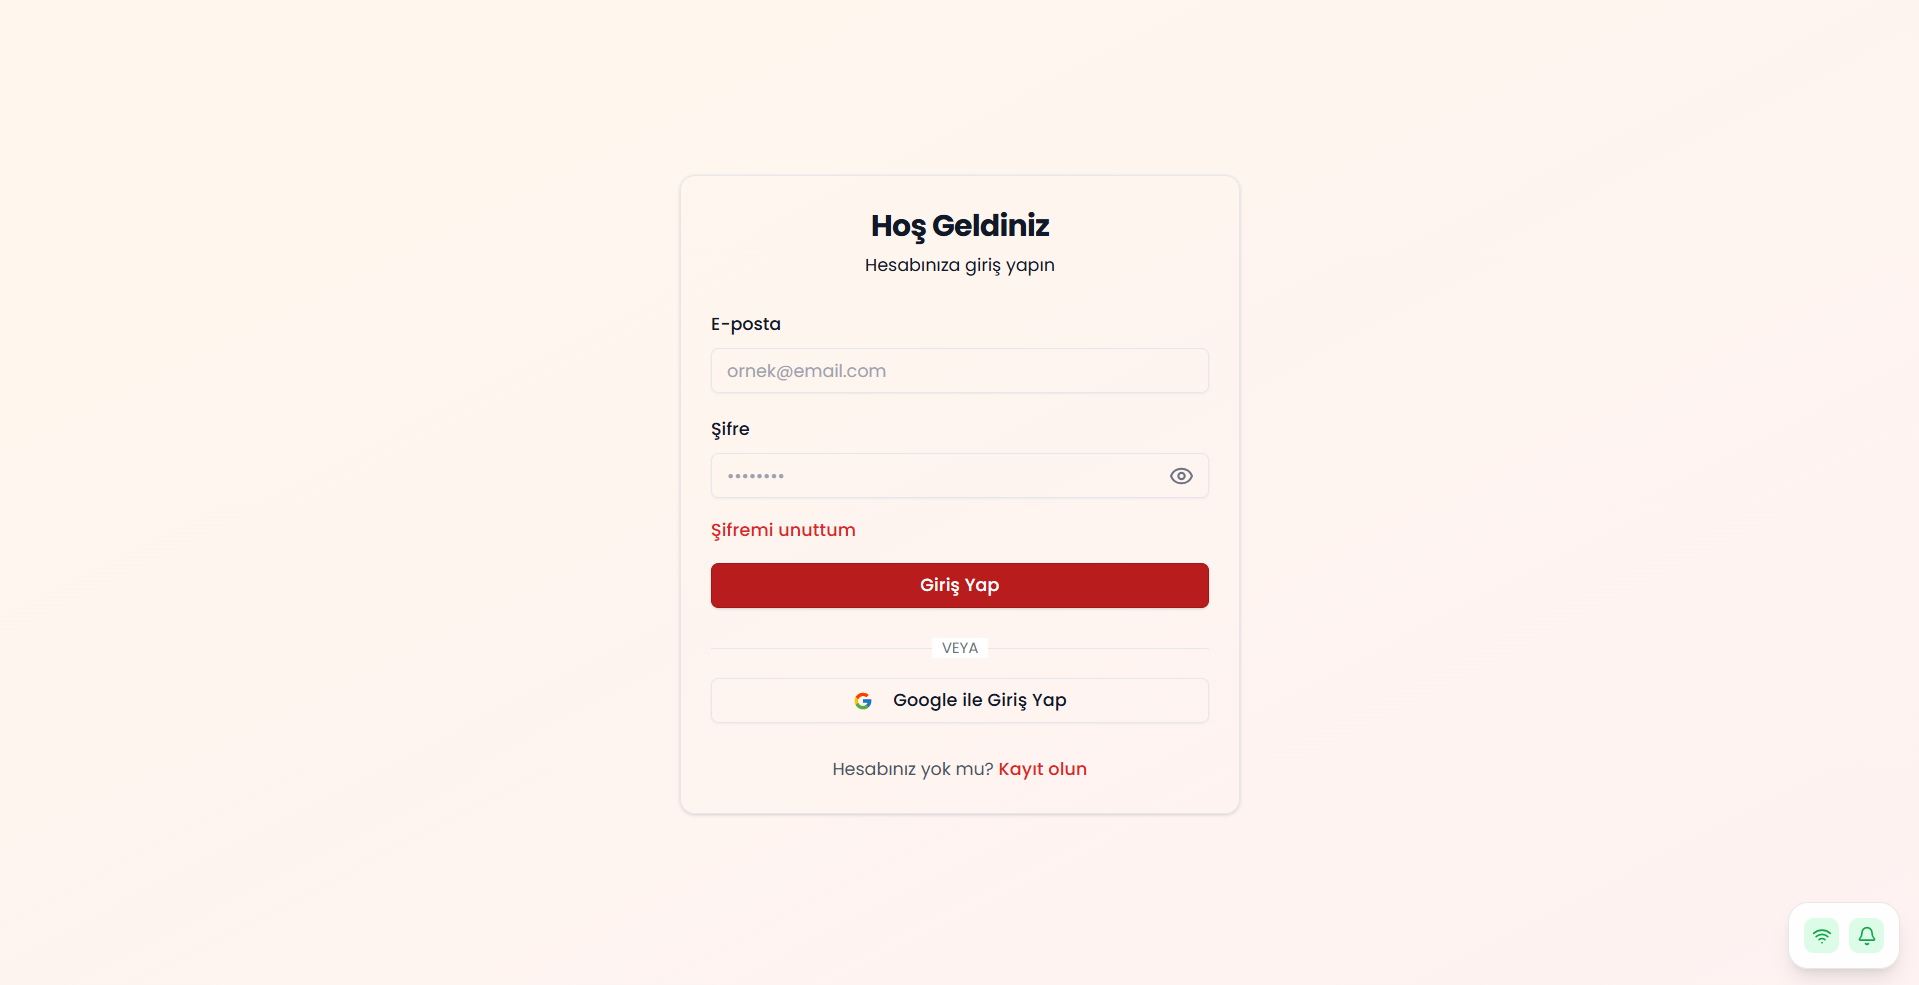 Hoş Geldiniz
Hesabınıza giriş yapın
E-posta
ornek@email.com
Şifre
••••••••
Şifremi unuttum
Giriş Yap
VEYA
Google ile Giriş Yap
Hesabınız yok mu? Kayıt olun